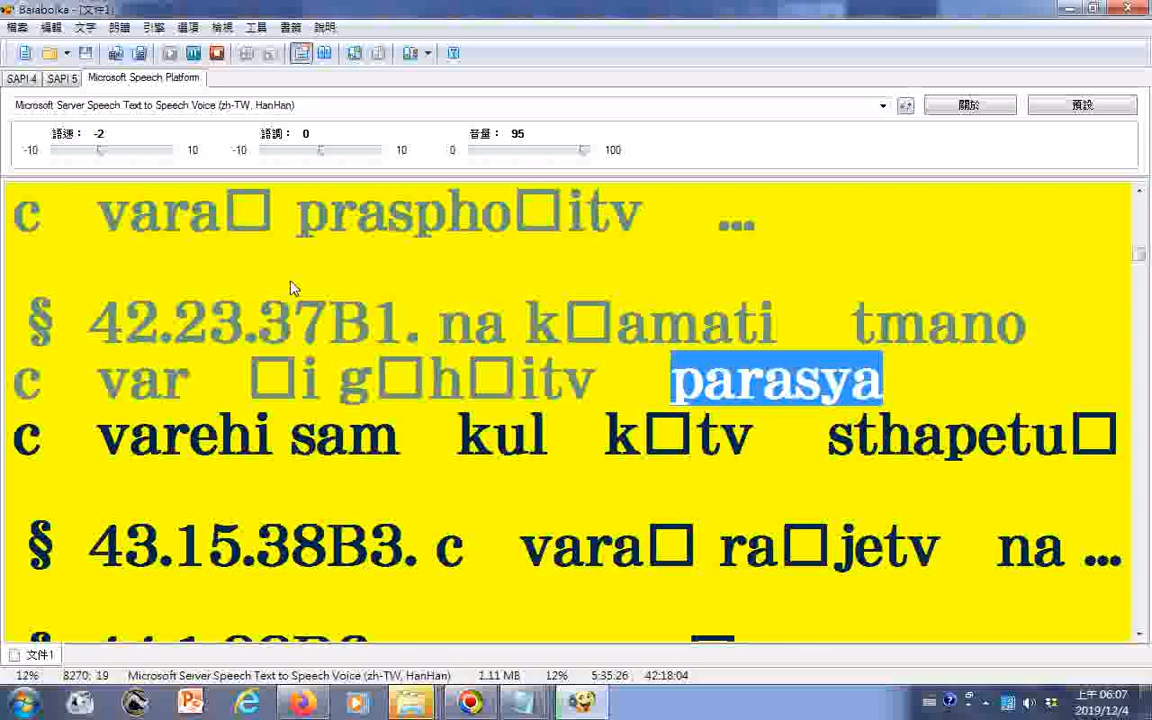 Balabolka - [文件1]
檔案 編輯 文字 朗讀 引擎 選項 檢視 工具 書籤 說明
SAPI 4 SAPI 5 Microsoft Speech Platform
Microsoft Server Speech Text to Speech Voice (zh-TW, HanHan) 關於 預設
語速： -2 語調： 0 音量： 95
-10 10 -10 10 0 100
c vara□ praspho□itv ...
§ 42.23.37B1. na k□amati tmano
c var □i g□h□itv parasya
c varehi sam kul k□tv sthapetu□
§ 43.15.38B3. c vara□ ra□jetv na ...
文件1
12% 8270; 19 Microsoft Server Speech Text to Speech Voice (zh-TW, HanHan) 1.11 MB 12% 5:35:26 42:18:04
上午 06:07
2019/12/4